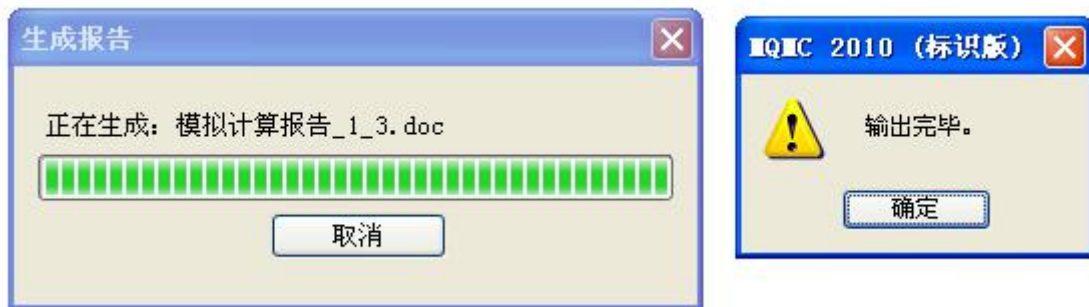 生成报告
正在生成: 模拟计算报告_1_3.doc
取消
MQMC 2010 (标识版)
输出完毕。
确定